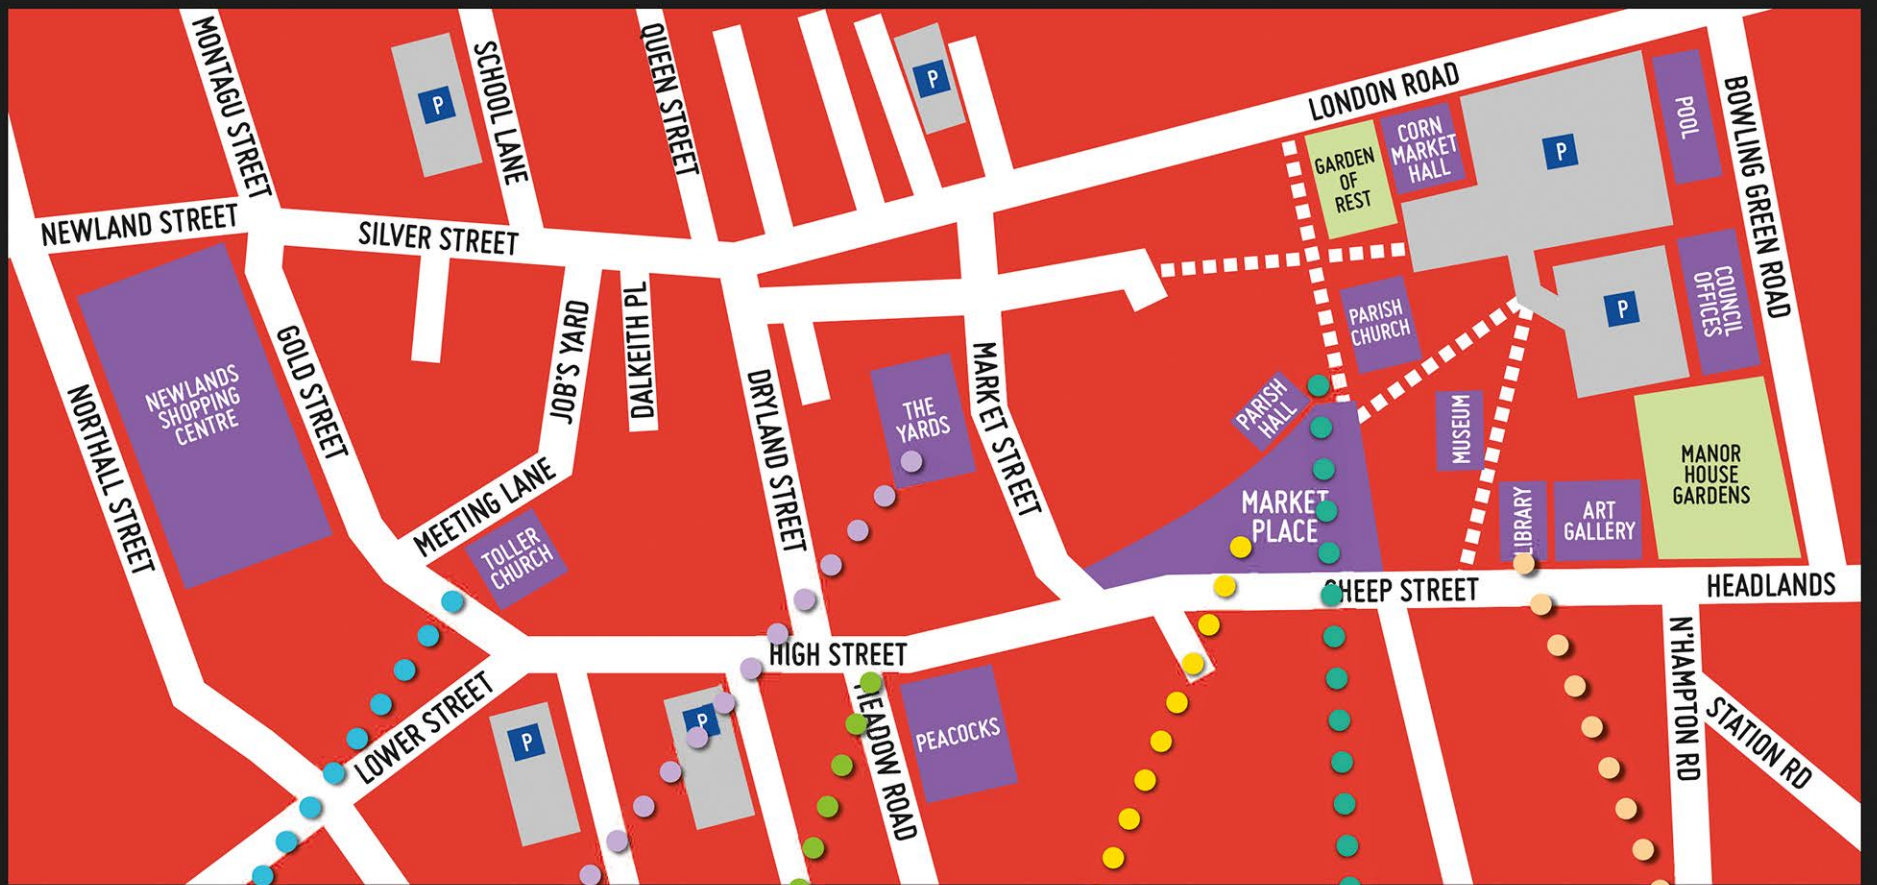 MONTAGU STREET
SCHOOL LANE
QUEEN STREET
P
P
LONDON ROAD
BOWLING GREEN ROAD
POOL
CORN
MARKET
HALL
GARDEN
OF
REST
P
NEWLAND STREET
SILVER STREET
COUNCIL
OFFICES
P
PARISH
CHURCH
JOB'S YARD
DALKEITH PL
GOLD STREET
NEWLANDS
SHOPPING
CENTRE
NORTHALL STREET
DRYLAND STREET
THE
YARDS
MARKET STREET
PARISH
HALL
MUSEUM
MANOR
HOUSE
GARDENS
MEETING LANE
TOLLER
CHURCH
MARKET
PLACE
LIBRARY
ART
GALLERY
SHEEP STREET
HEADLANDS
HIGH STREET
LOWER STREET
P
P
MEADOW ROAD
PEACOCKS
N'HAMPTON RD
STATION RD